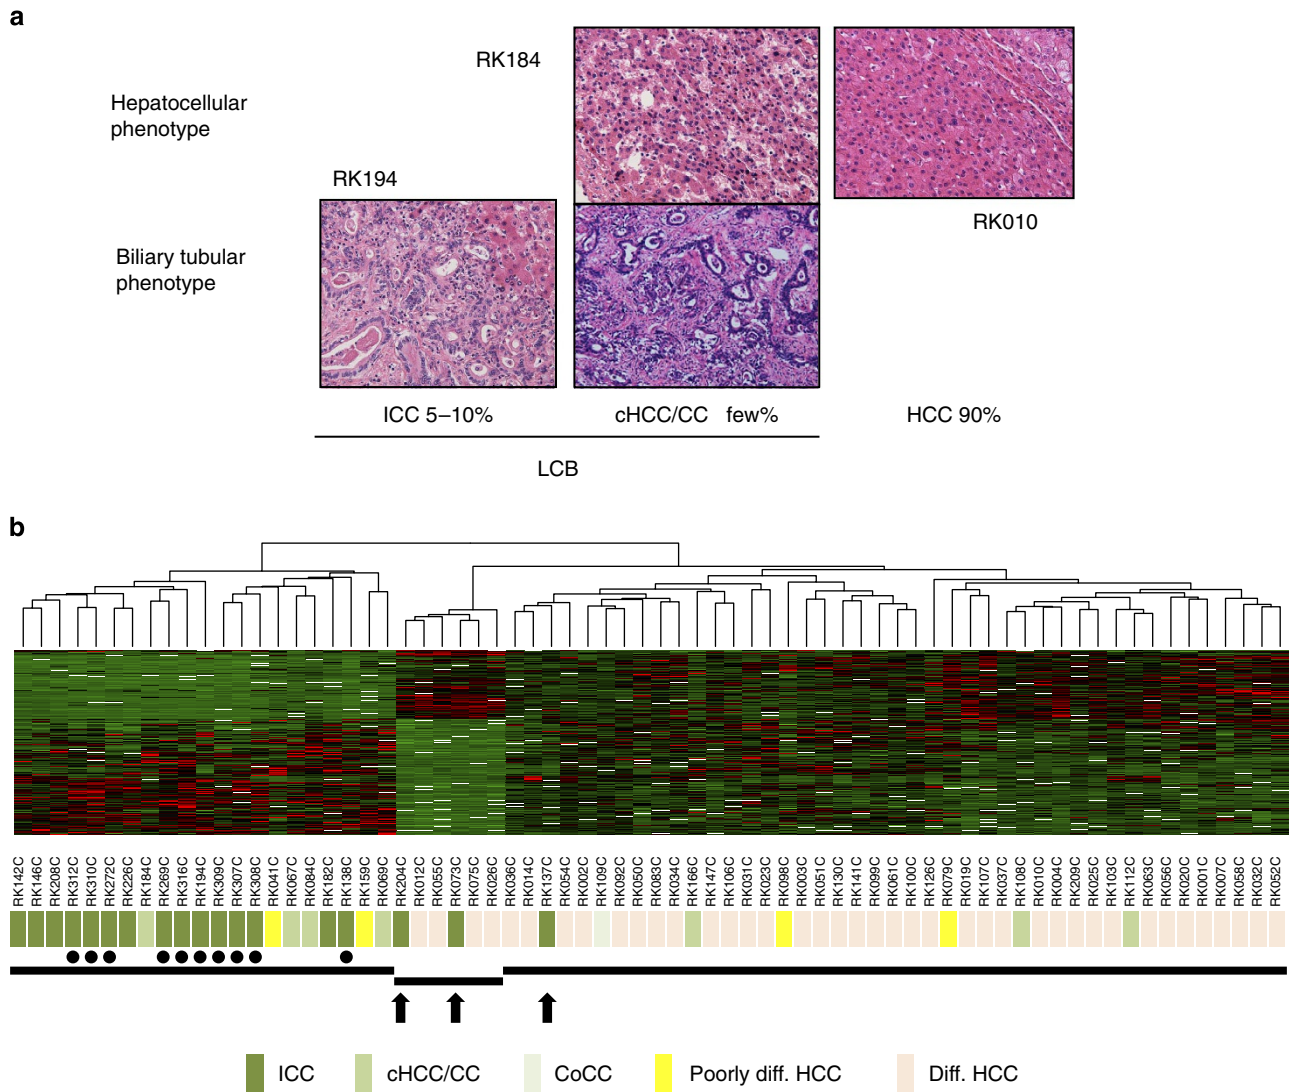 a
RK184
Hepatocellular
phenotype
RK194
RK010
Biliary tubular
phenotype
ICC 5–10%
cHCC/CC few%
HCC 90%
LCB
b
RK142C
RK146C
RK208C
RK312C
RK310C
RK272C
RK226C
RK184C
RK269C
RK316C
RK194C
RK309C
RK307C
RK308C
RK041C
RK067C
RK084C
RK182C
RK138C
RK159C
RK069C
RK204C
RK012C
RK055C
RK073C
RK075C
RK026C
RK036C
RK014C
RK137C
RK054C
RK002C
RK109C
RK092C
RK050C
RK083C
RK034C
RK166C
RK147C
RK106C
RK031C
RK023C
RK098C
RK003C
RK051C
RK130C
RK141C
RK099C
RK061C
RK100C
RK126C
RK079C
RK019C
RK107C
RK037C
RK108C
RK010C
RK004C
RK209C
RK025C
RK103C
RK112C
RK063C
RK056C
RK020C
RK001C
RK007C
RK058C
RK032C
RK052C
ICC
cHCC/CC
CoCC
Poorly diff. HCC
Diff. HCC